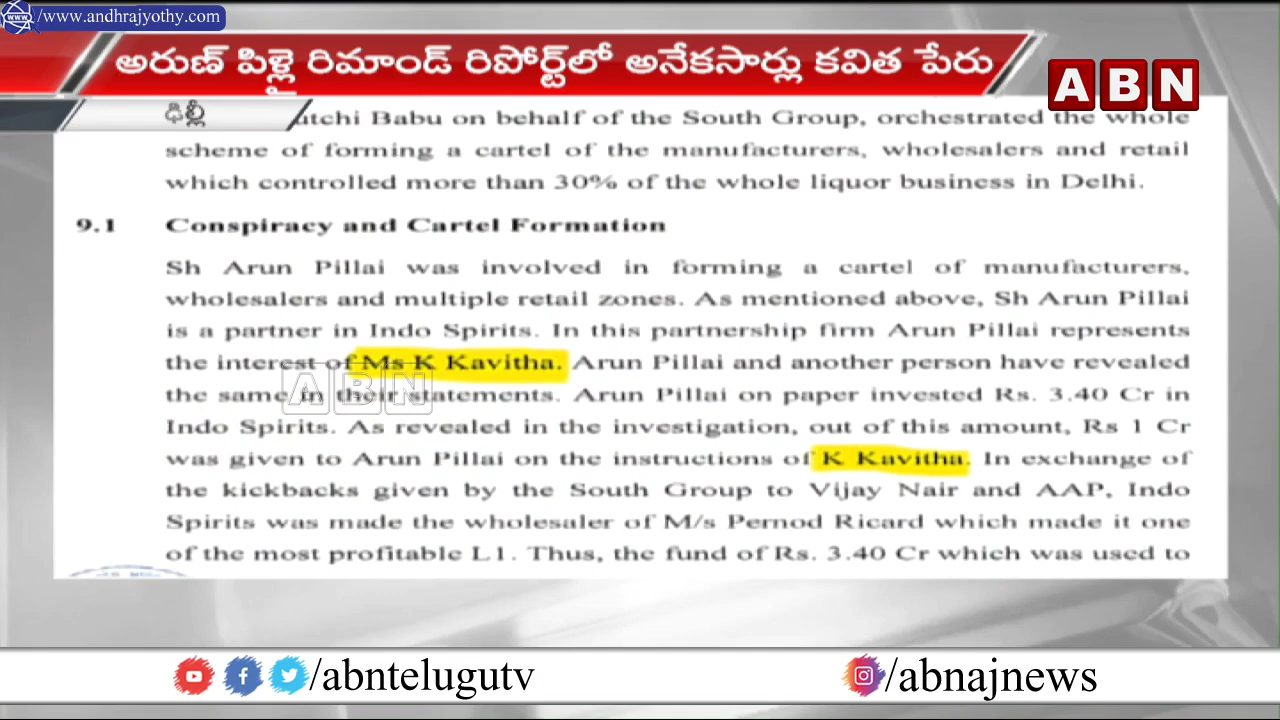 /www.andhrajyothy.com
అరుణ్ పిళ్లై రిమాండ్ రిపోర్ట్‌లో అనేకసార్లు కవిత పేరు
ABN
ఢిల్లీ
utchi Babu on behalf of the South Group, orchestrated the whole
scheme of forming a cartel of the manufacturers, wholesalers and retail
which controlled more than 30% of the whole liquor business in Delhi.
9.1 Conspiracy and Cartel Formation
Sh Arun Pillai was involved in forming a cartel of manufacturers,
wholesalers and multiple retail zones. As mentioned above, Sh Arun Pillai
is a partner in Indo Spirits. In this partnership firm Arun Pillai represents
the interest of Ms K Kavitha. Arun Pillai and another person have revealed
the same in their statements. Arun Pillai on paper invested Rs. 3.40 Cr in
ABN
Indo Spirits. As revealed in the investigation, out of this amount, Rs 1 Cr
was given to Arun Pillai on the instructions of K Kavitha. In exchange of
the kickbacks given by the South Group to Vijay Nair and AAP, Indo
Spirits was made the wholesaler of M/s Pernod Ricard which made it one
of the most profitable L1. Thus, the fund of Rs. 3.40 Cr which was used to
/abntelugutv
/abnajnews